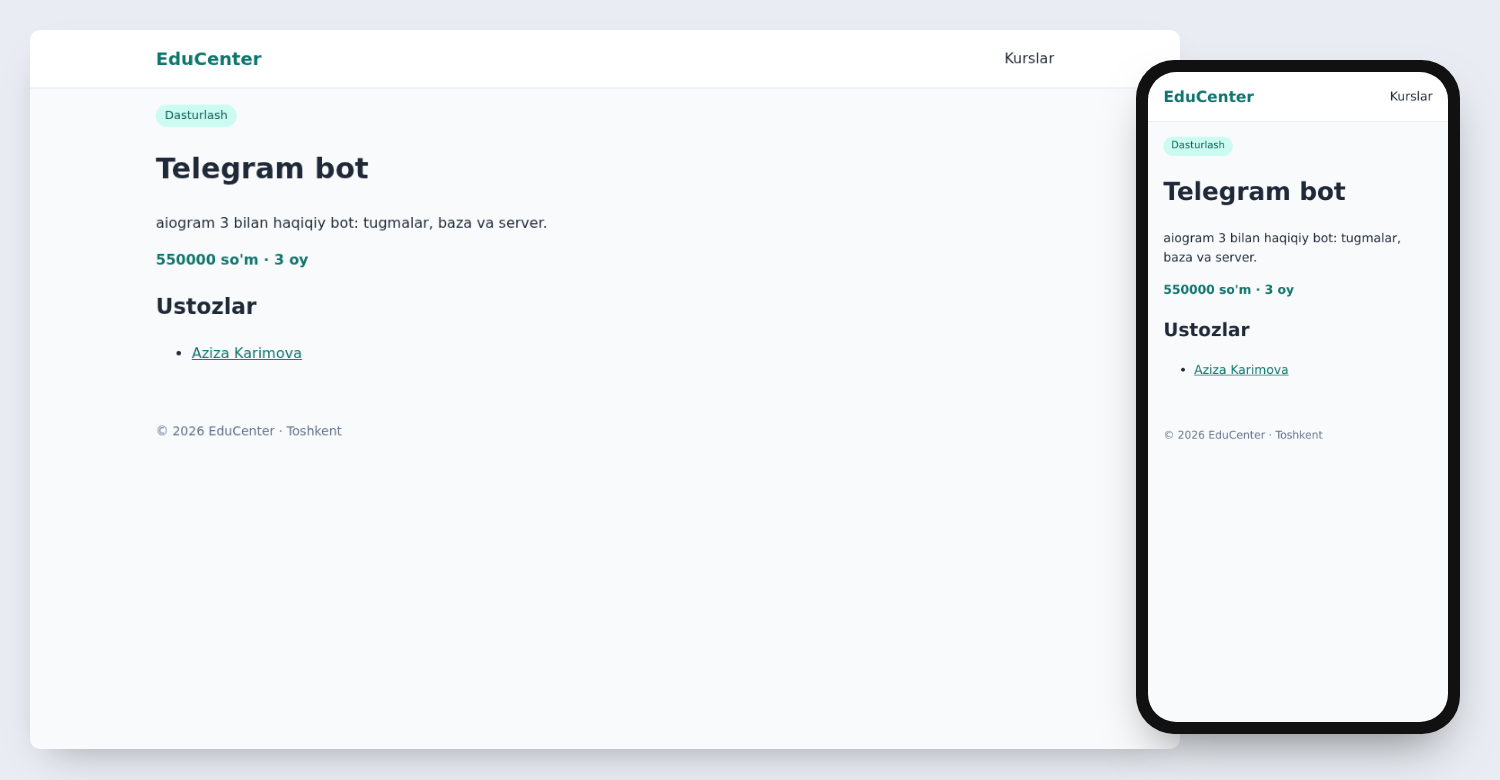 EduCenter
Kurslar
Dasturlash
Telegram bot
aiogram 3 bilan haqiqiy bot: tugmalar, baza va server.
550000 so'm · 3 oy
Ustozlar
• Aziza Karimova
© 2026 EduCenter · Toshkent
EduCenter
Kurslar
Dasturlash
Telegram bot
aiogram 3 bilan haqiqiy bot: tugmalar,
baza va server.
550000 so'm · 3 oy
Ustozlar
• Aziza Karimova
© 2026 EduCenter · Toshkent